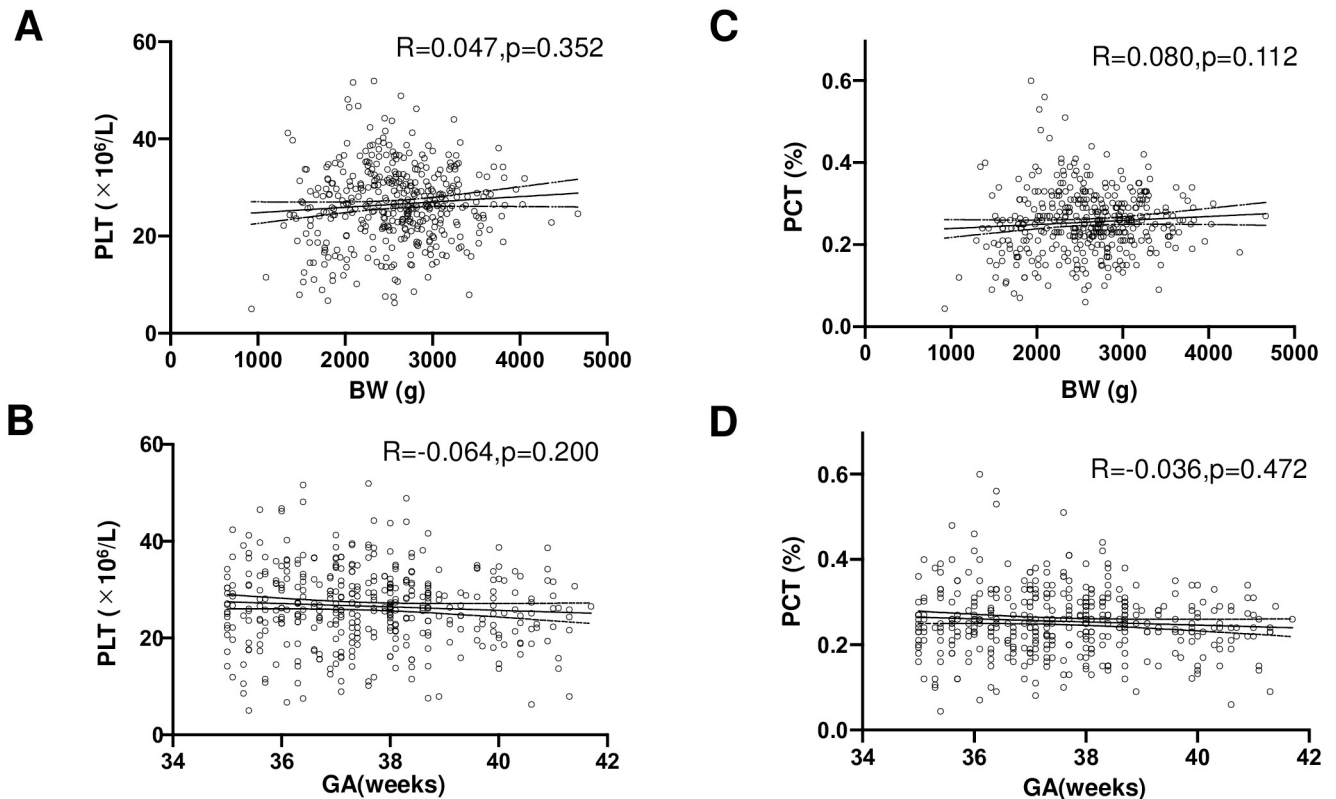 A
R=0.047,p=0.352
PLT (×10⁶/L)
60
40
20
0
0 1000 2000 3000 4000 5000
BW (g)
C
R=0.080,p=0.112
PCT (%)
0.6
0.4
0.2
0.0
0 1000 2000 3000 4000 5000
BW (g)
B
R=-0.064,p=0.200
PLT (×10⁶/L)
60
40
20
0
34 36 38 40 42
GA(weeks)
D
R=-0.036,p=0.472
PCT (%)
0.6
0.4
0.2
0.0
34 36 38 40 42
GA(weeks)